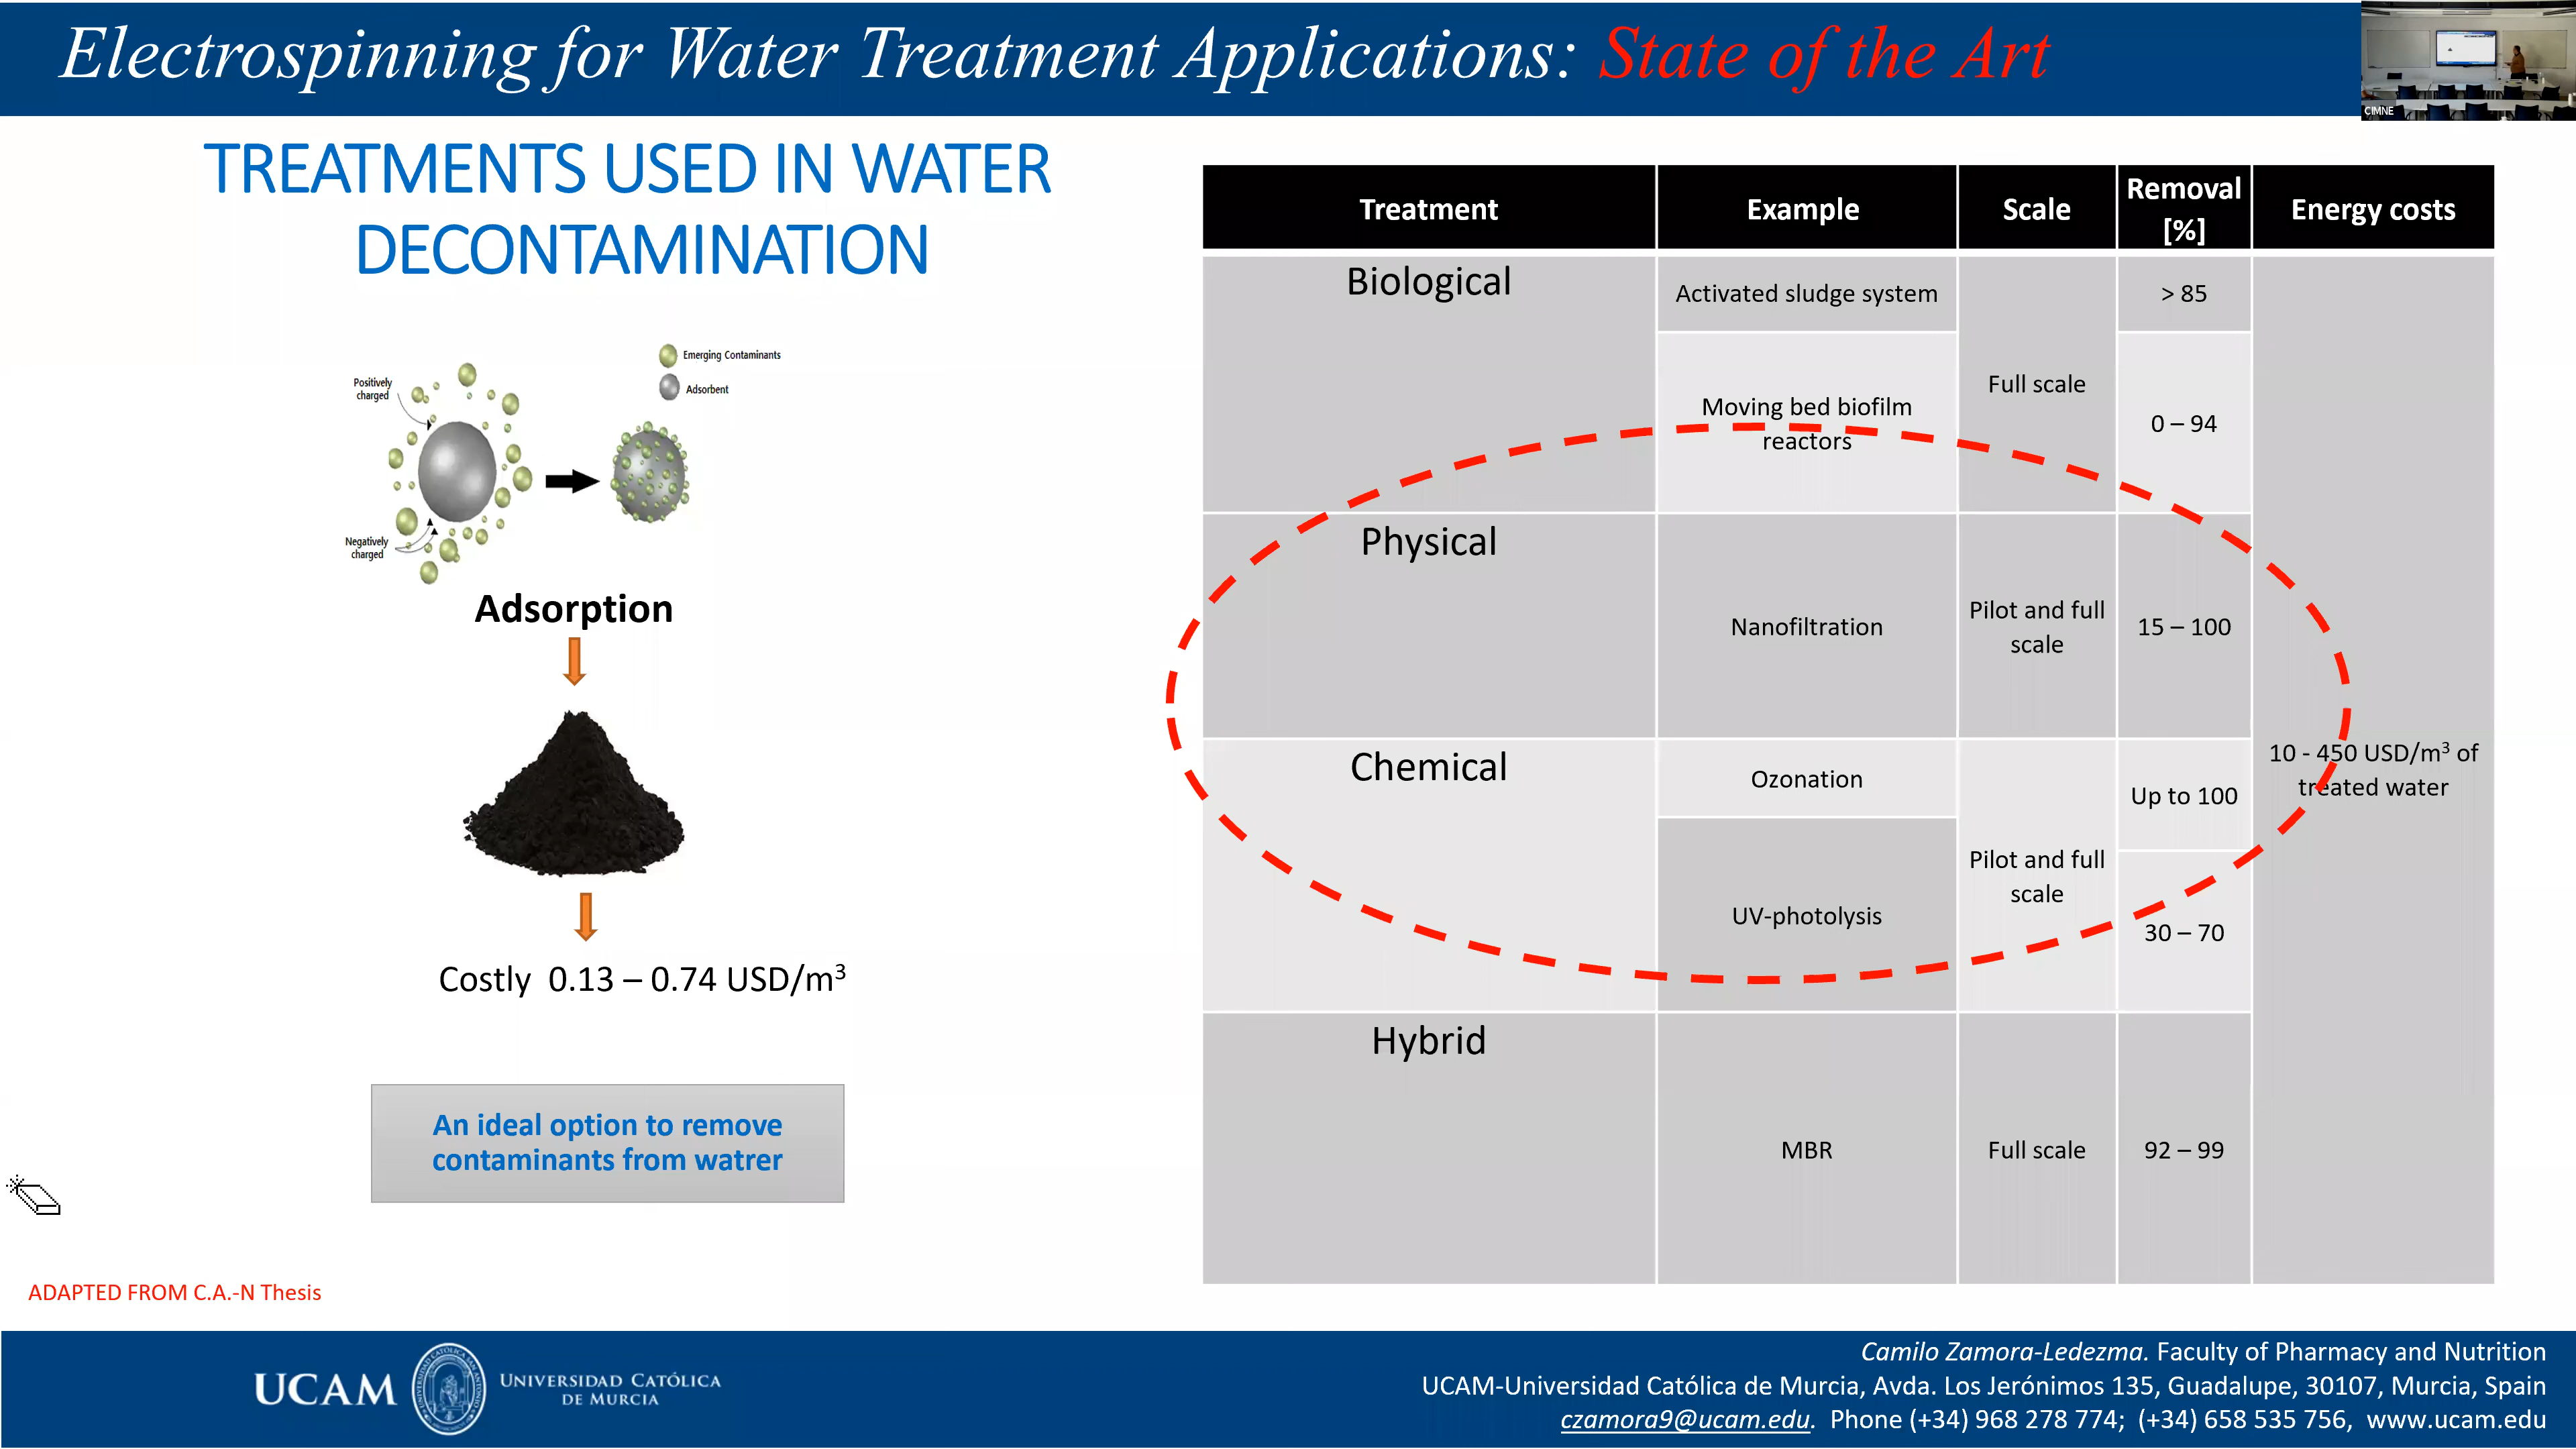 Electrospinning for Water Treatment Applications: State of the Art
CIMNE
TREATMENTS USED IN WATER
DECONTAMINATION
Emerging Contaminants
Adsorbent
Positively
charged
Negatively
charged
Adsorption
Costly 0.13 – 0.74 USD/m³
An ideal option to remove
contaminants from watrer
ADAPTED FROM C.A.-N Thesis
Treatment
Example
Scale
Removal
[%]
Energy costs
Biological
Activated sludge system
Full scale
> 85
Moving bed biofilm
reactors
0 – 94
Physical
Nanofiltration
Pilot and full
scale
15 – 100
10 - 450 USD/m³ of
treated water
Chemical
Ozonation
Pilot and full
scale
Up to 100
UV-photolysis
30 – 70
Hybrid
MBR
Full scale
92 – 99
UCAM
UNIVERSIDAD CATÓLICA
DE MURCIA
Camilo Zamora-Ledezma. Faculty of Pharmacy and Nutrition
UCAM-Universidad Católica de Murcia, Avda. Los Jerónimos 135, Guadalupe, 30107, Murcia, Spain
czamora9@ucam.edu. Phone (+34) 968 278 774; (+34) 658 535 756, www.ucam.edu